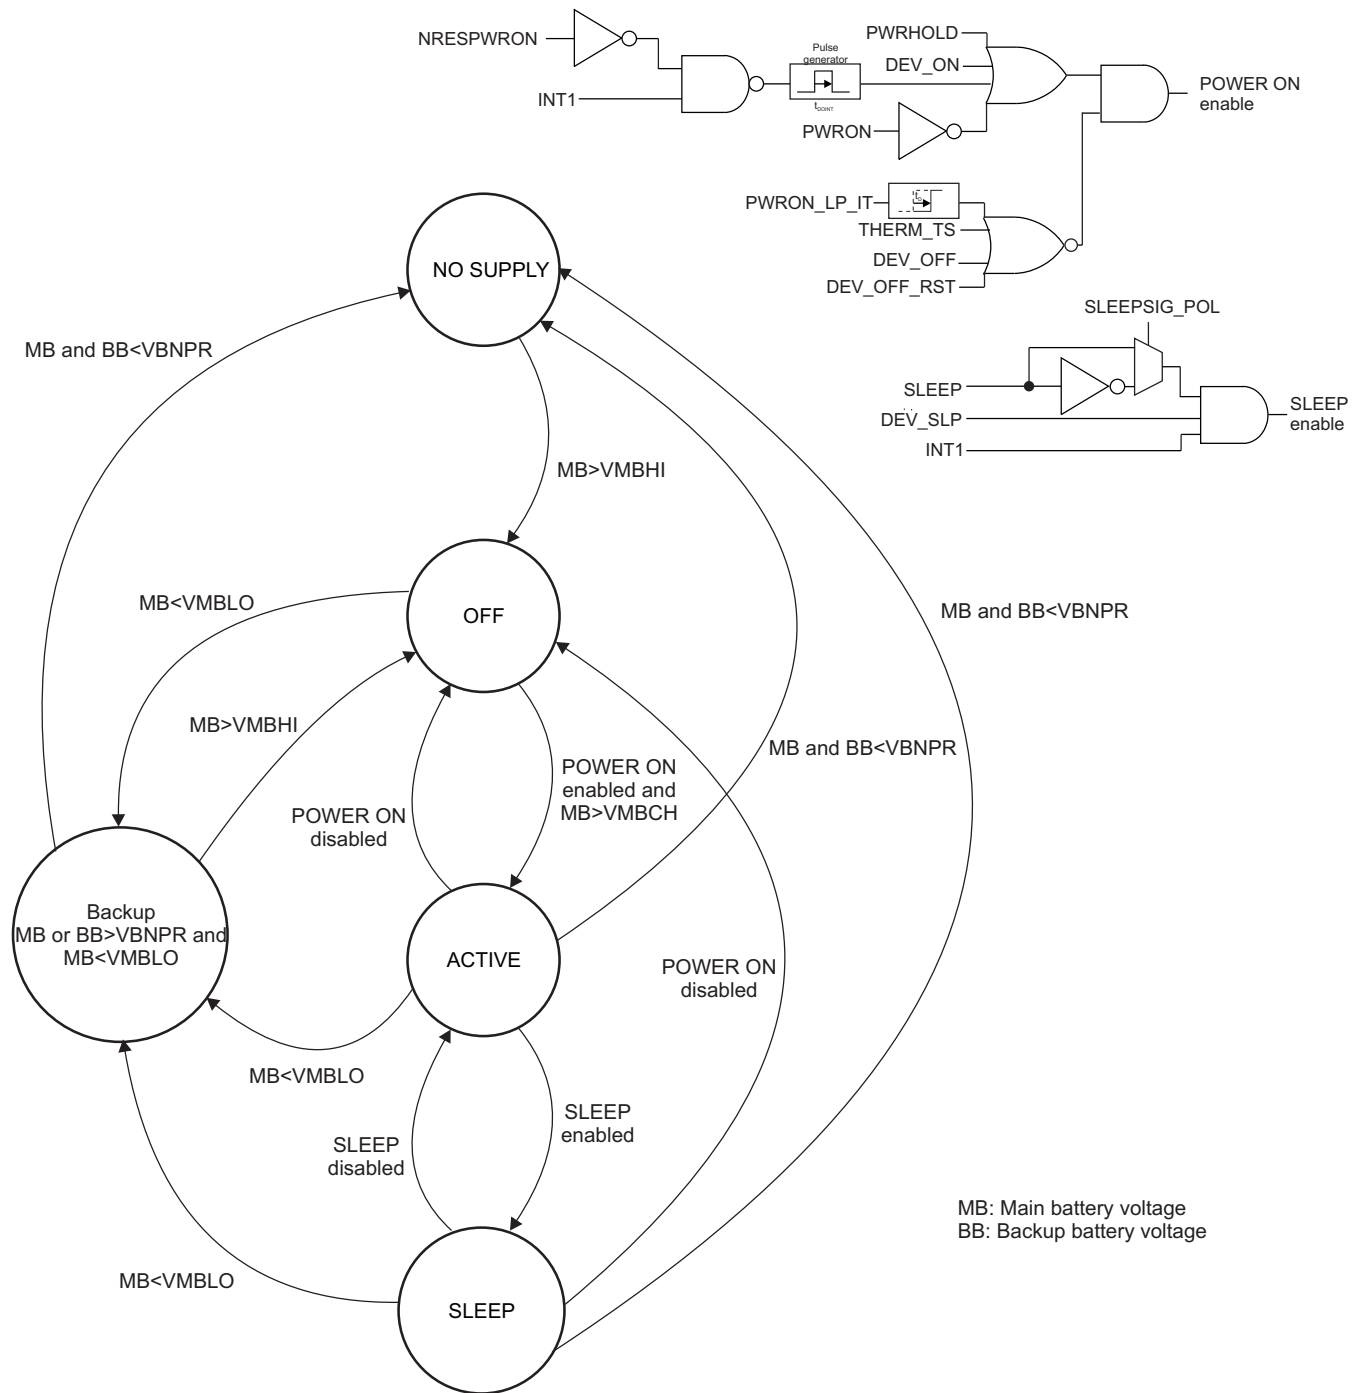 NRESPWRON
INT1
Pulse
generator
tDOINT
PWRHOLD
DEV_ON
PWRON
POWER ON
enable
PWRON_LP_IT
THERM_TS
DEV_OFF
DEV_OFF_RST
SLEEPSIG_POL
SLEEP
DEV_SLP
INT1
SLEEP
enable
NO SUPPLY
MB and BB<VBNPR
MB>VMBHI
MB<VMBLO
OFF
MB and BB<VBNPR
MB>VMBHI
MB and BB<VBNPR
POWER ON
enabled and
MB>VMBCH
POWER ON
disabled
Backup
MB or BB>VBNPR and
MB<VMBLO
ACTIVE
POWER ON
disabled
MB<VMBLO
SLEEP
enabled
SLEEP
disabled
MB<VMBLO
SLEEP
MB: Main battery voltage
BB: Backup battery voltage